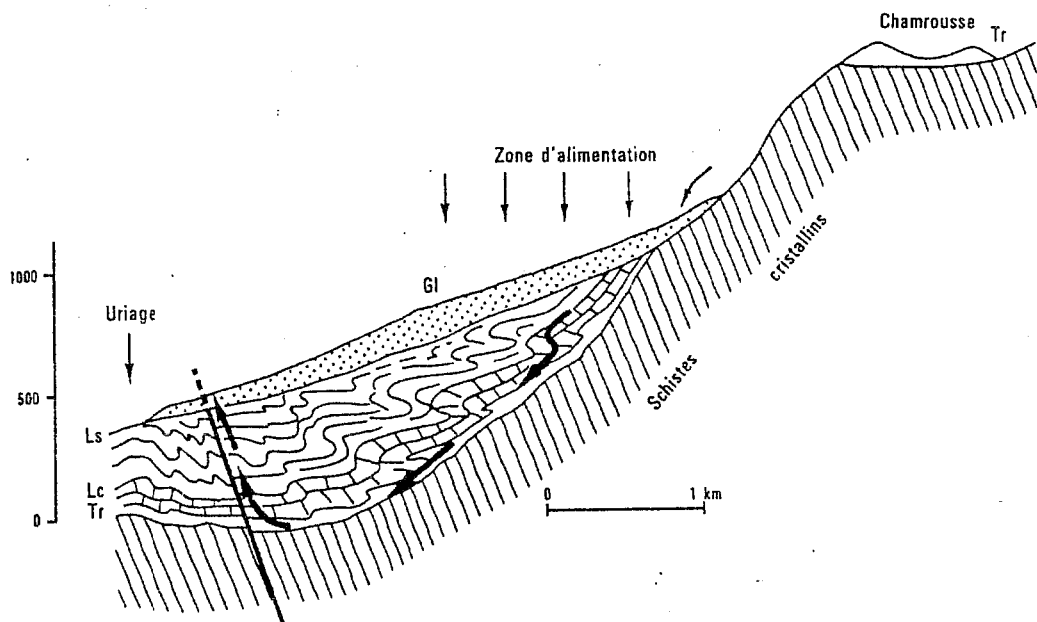 Chamrousse
Tr
Zone d'alimentation
cristallins
1000
Gl
Uriage
Schistes
500
Ls
Lc
Tr
0
0
1 km